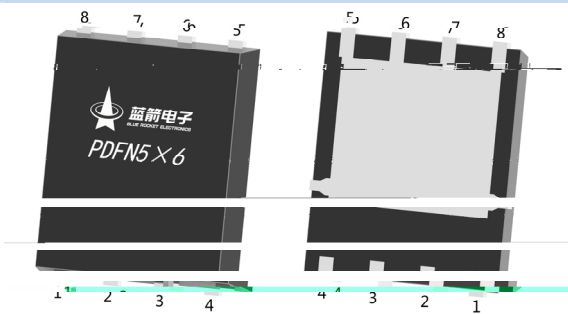 8 7 6 5
蓝箭电子
BLUE ROCKET ELECTRONICS
PDFN5×6
1 2 3 4
5 6 7 8
4 3 2 1